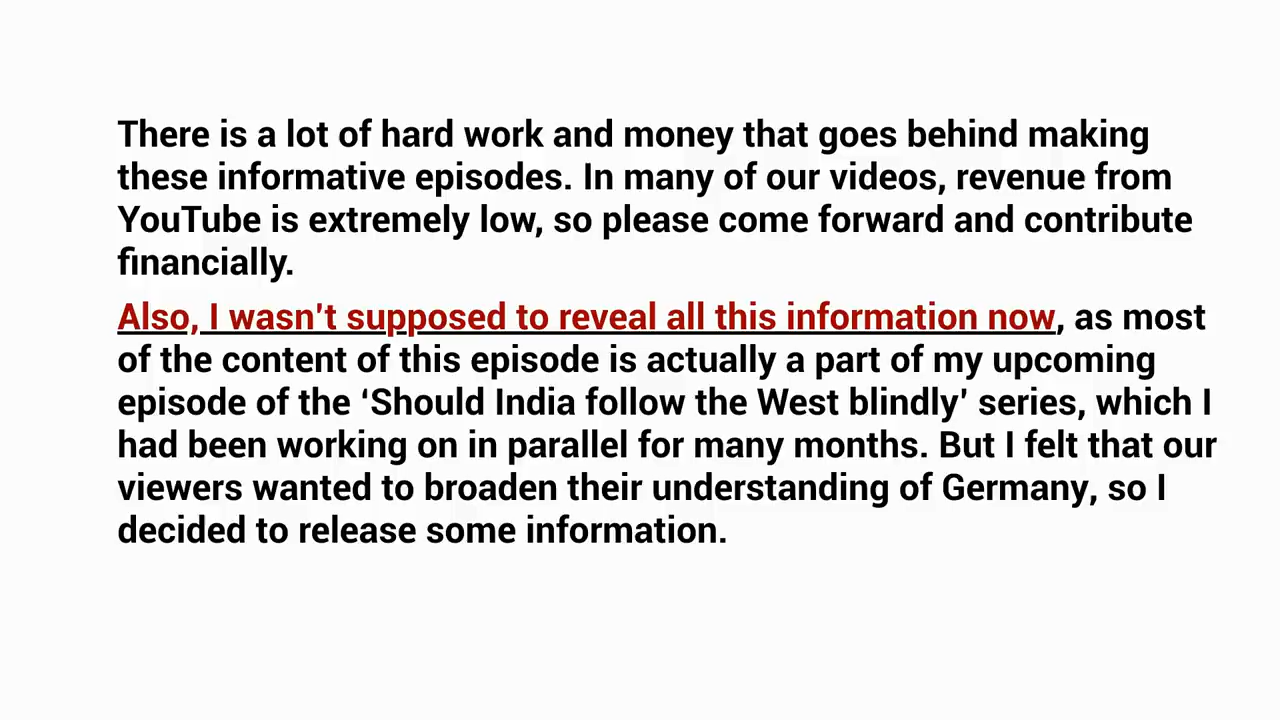 There is a lot of hard work and money that goes behind making
these informative episodes. In many of our videos, revenue from
YouTube is extremely low, so please come forward and contribute
financially.
Also, I wasn't supposed to reveal all this information now, as most
of the content of this episode is actually a part of my upcoming
episode of the ‘Should India follow the West blindly’ series, which I
had been working on in parallel for many months. But I felt that our
viewers wanted to broaden their understanding of Germany, so I
decided to release some information.